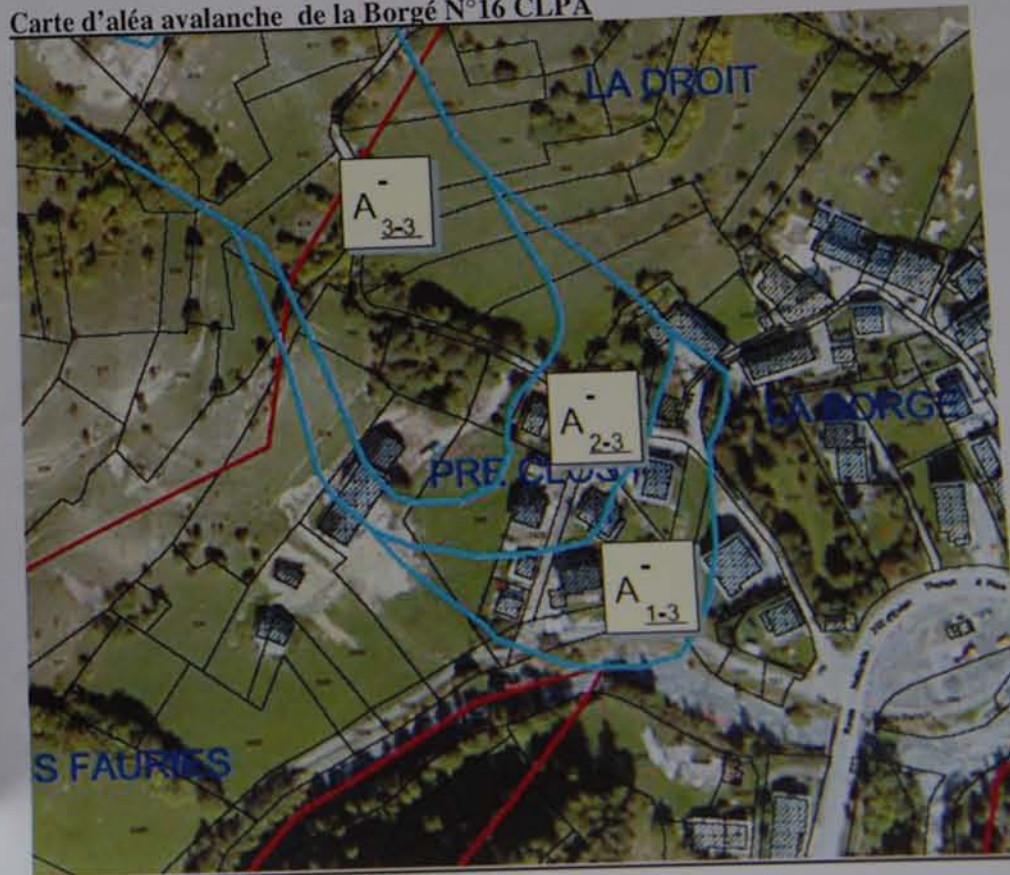 Carte d'aléa avalanche de la Borgé N°16 CLPA
LA DROIT
A -
3-3
A -
2-3
LA BORGE
PRE CLOS
A -
1-3
S FAURIES